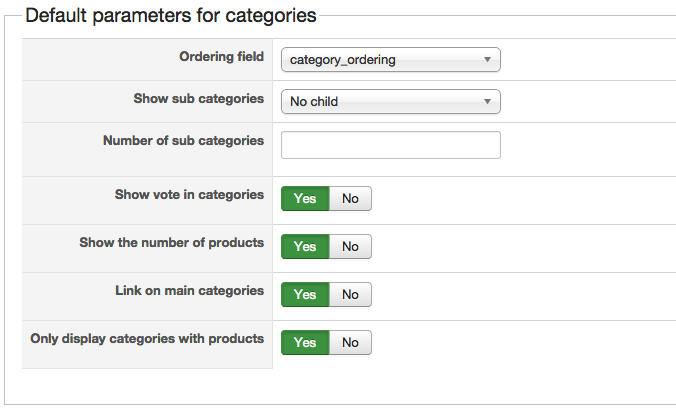 Default parameters for categories
Ordering field category_ordering
Show sub categories No child
Number of sub categories
Show vote in categories Yes No
Show the number of products Yes No
Link on main categories Yes No
Only display categories with products Yes No